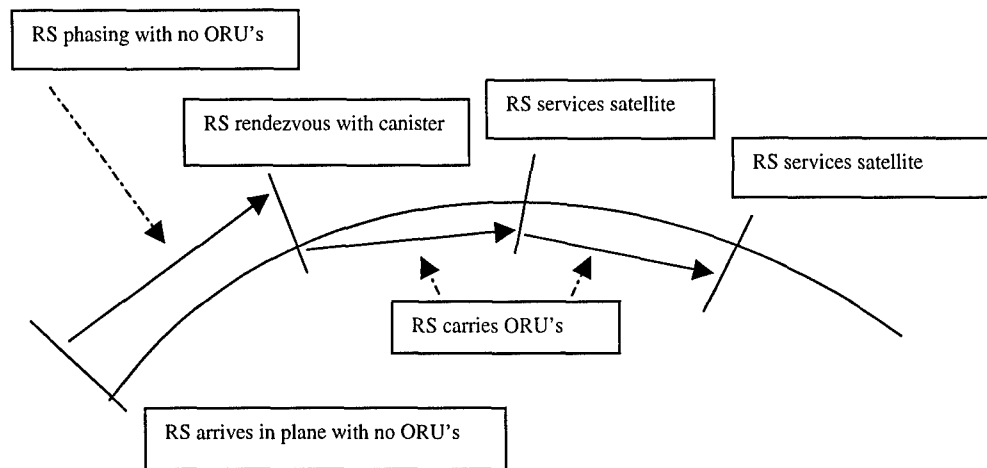 RS phasing with no ORU's
RS rendezvous with canister
RS services satellite
RS services satellite
RS carries ORU's
RS arrives in plane with no ORU's